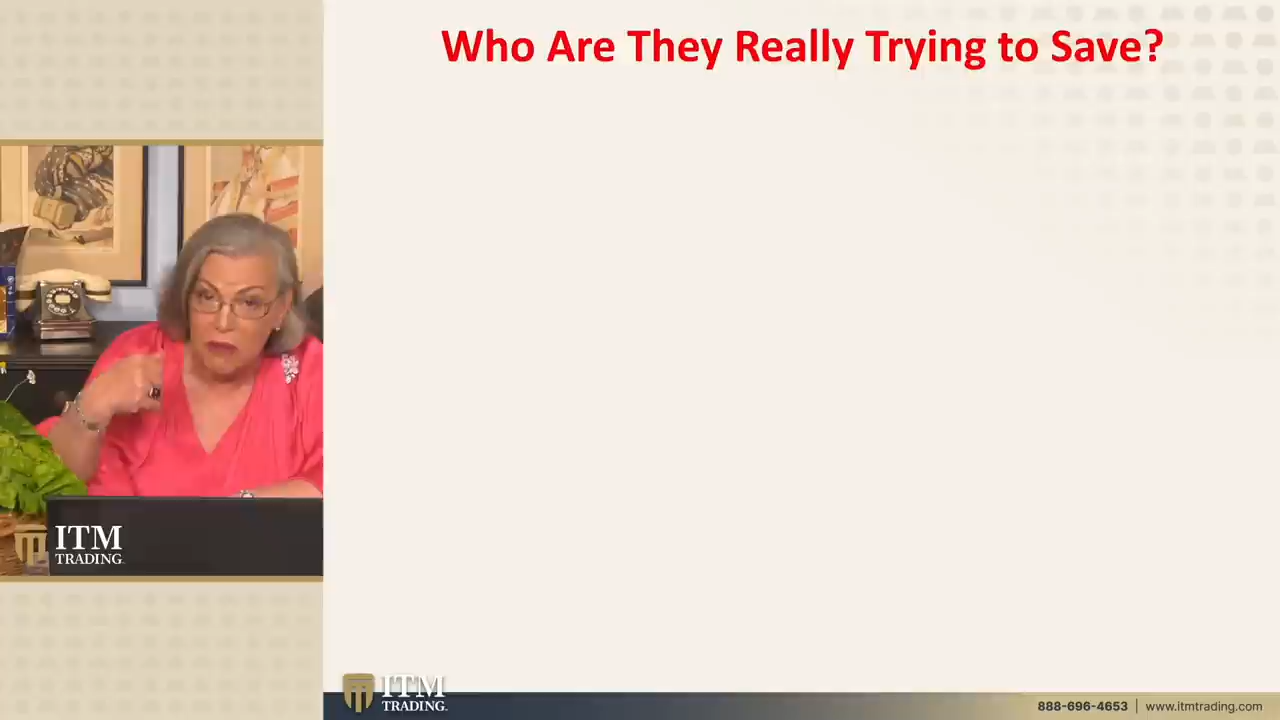 Who Are They Really Trying to Save?
ITM
TRADING
ITM
TRADING
888-696-4653 | www.itmtrading.com